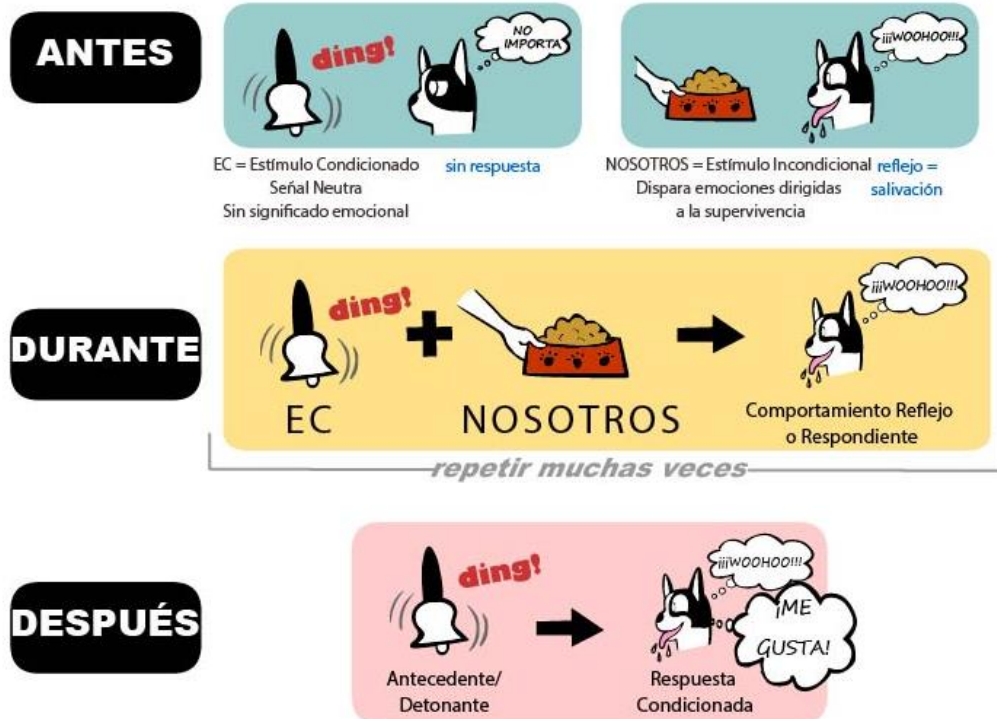 ANTES
ding!
NO
IMPORTA
¡¡¡WOOHOO!!!
EC = Estímulo Condicionado
Señal Neutra
Sin significado emocional
sin respuesta
NOSOTROS = Estímulo Incondicional
Dispara emociones dirigidas
a la supervivencia
reflejo =
salivación
DURANTE
ding!
EC
NOSOTROS
¡¡¡WOOHOO!!!
Comportamiento Reflejo
o Respondiente
repetir muchas veces
DESPUÉS
ding!
Antecedente/
Detonante
¡¡¡WOOHOO!!!
¡ME
GUSTA!
Respuesta
Condicionada